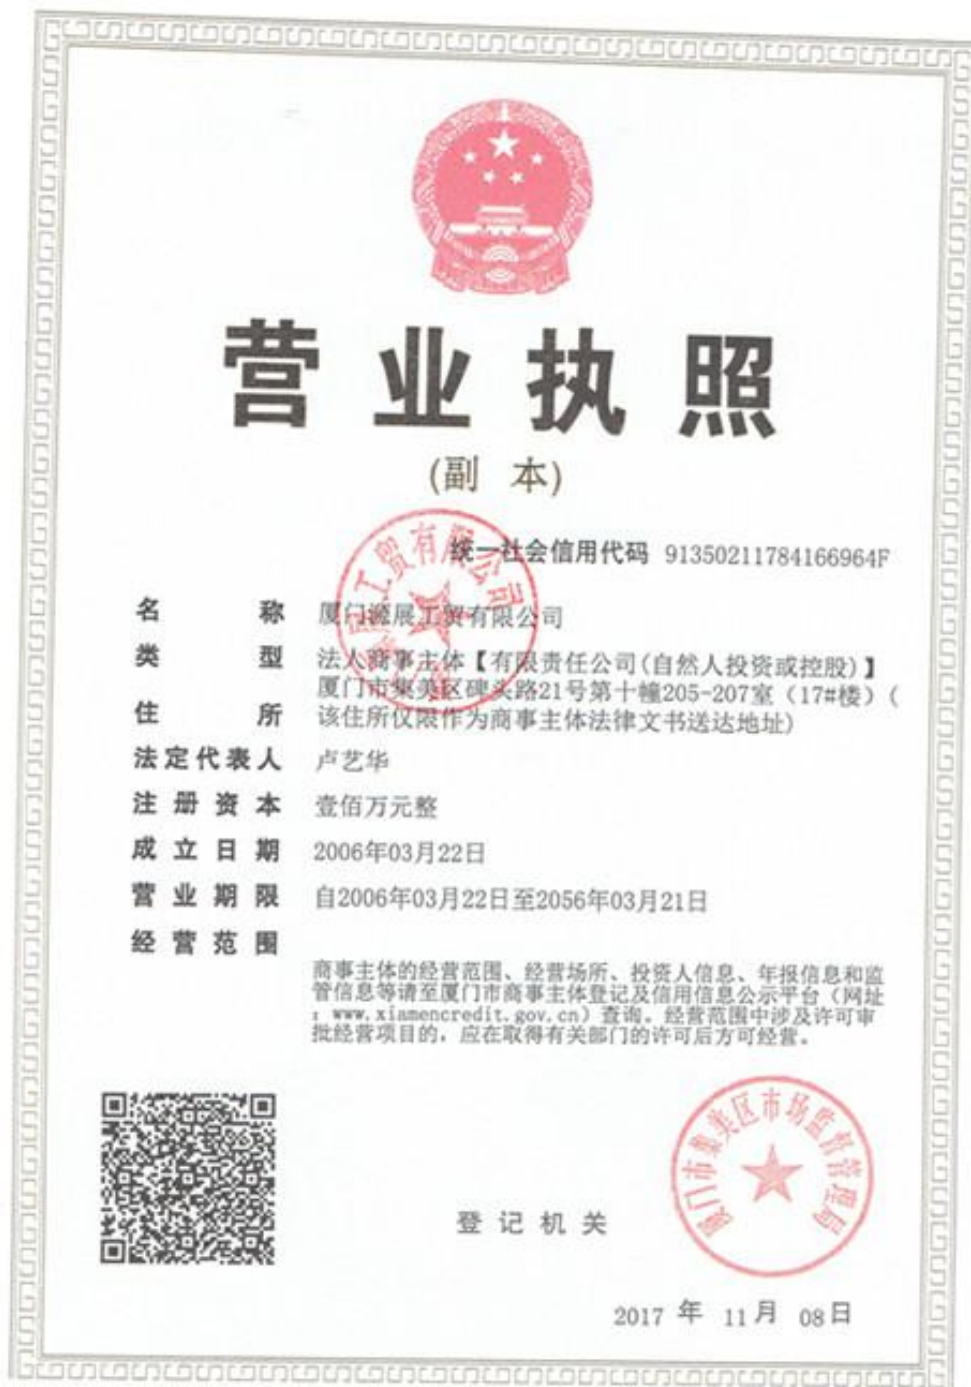 营业执照
(副 本)
统一社会信用代码 91350211784166964F
名称 厦门源展工贸有限公司
类型 法人商事主体【有限责任公司(自然人投资或控股)】
厦门市集美区碑头路21号第十幢205-207室（17#楼）(
住所 该住所仅限作为商事主体法律文书送达地址)
法定代表人 卢艺华
注册资本 壹佰万元整
成立日期 2006年03月22日
营业期限 自2006年03月22日至2056年03月21日
经营范围
商事主体的经营范围、经营场所、投资人信息、年报信息和监
管信息等请至厦门市商事主体登记及信用信息公示平台（网址
：www.xiamencredit.gov.cn）查询。经营范围中涉及许可审
批经营项目的，应在取得有关部门的许可后方可经营。
登记机关
厦门市集美区市场监督管理局
2017 年 11月 08日